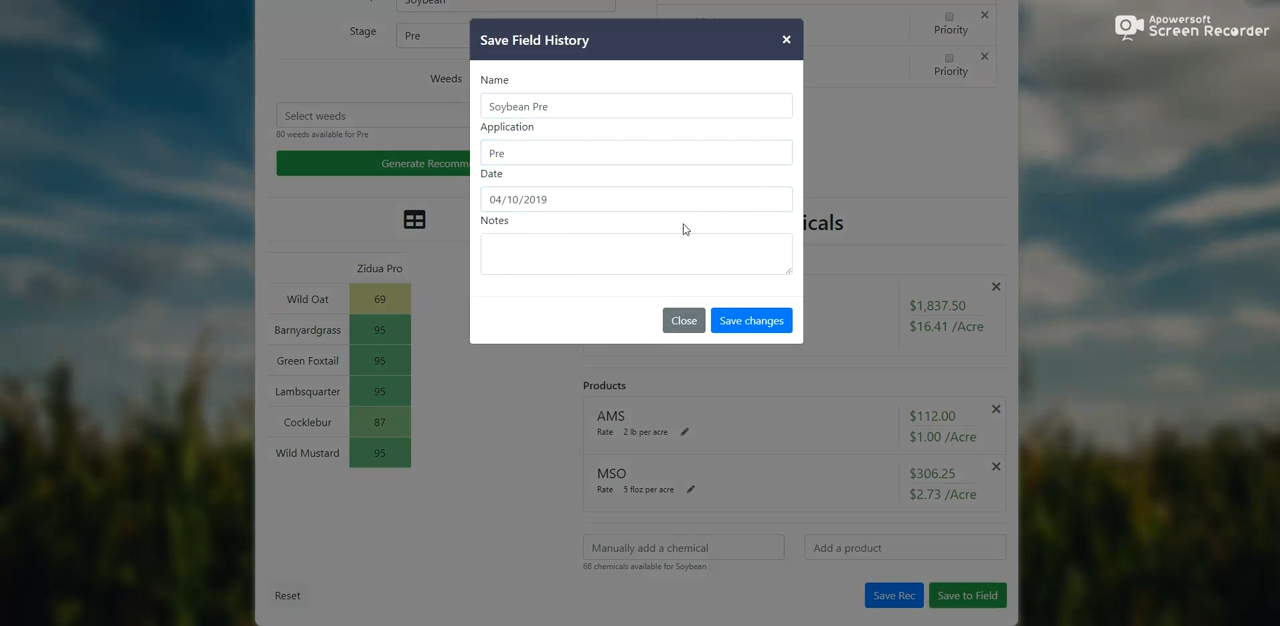 Apowersoft
Screen Recorder
Soybean
Stage
Pre
Weeds
Select weeds
80 weeds available for Pre
Generate Recomm
Priority
Priority
Save Field History
×
Name
Soybean Pre
Application
Pre
Date
04/10/2019
Notes
Close
Save changes
icals
Zidua Pro
Wild Oat 69
Barnyardgrass 95
Green Foxtail 95
Lambsquarter 95
Cocklebur 87
Wild Mustard 95
$1,837.50
$16.41 /Acre
Products
AMS
Rate 2 lb per acre
$112.00
$1.00 /Acre
MSO
Rate 5 floz per acre
$306.25
$2.73 /Acre
Manually add a chemical
Add a product
68 chemicals available for Soybean
Reset
Save Rec
Save to Field